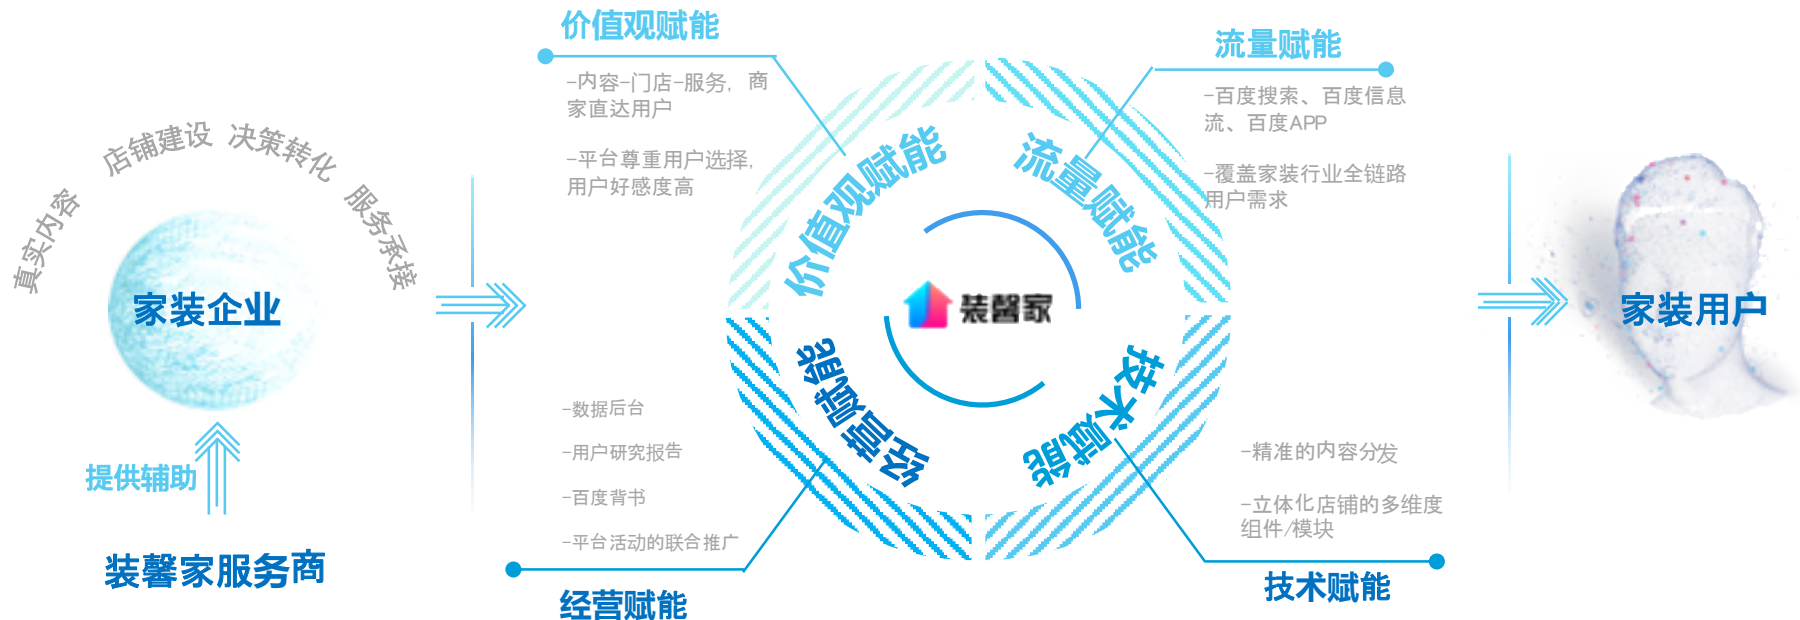 真实内容
店铺建设
决策转化
服务承接
家装企业
提供辅助
装馨家服务商
价值观赋能
-内容-门店-服务,商
家直达用户
-平台尊重用户选择,
用户好感度高
流量赋能
-百度搜索、百度信息
流、百度APP
-覆盖家装行业全链路
用户需求
价值观赋能
流量赋能
装馨家
经营赋能
技术赋能
-数据后台
-用户研究报告
-百度背书
-平台活动的联合推广
经营赋能
-精准的内容分发
-立体化店铺的多维度
组件/模块
技术赋能
家装用户